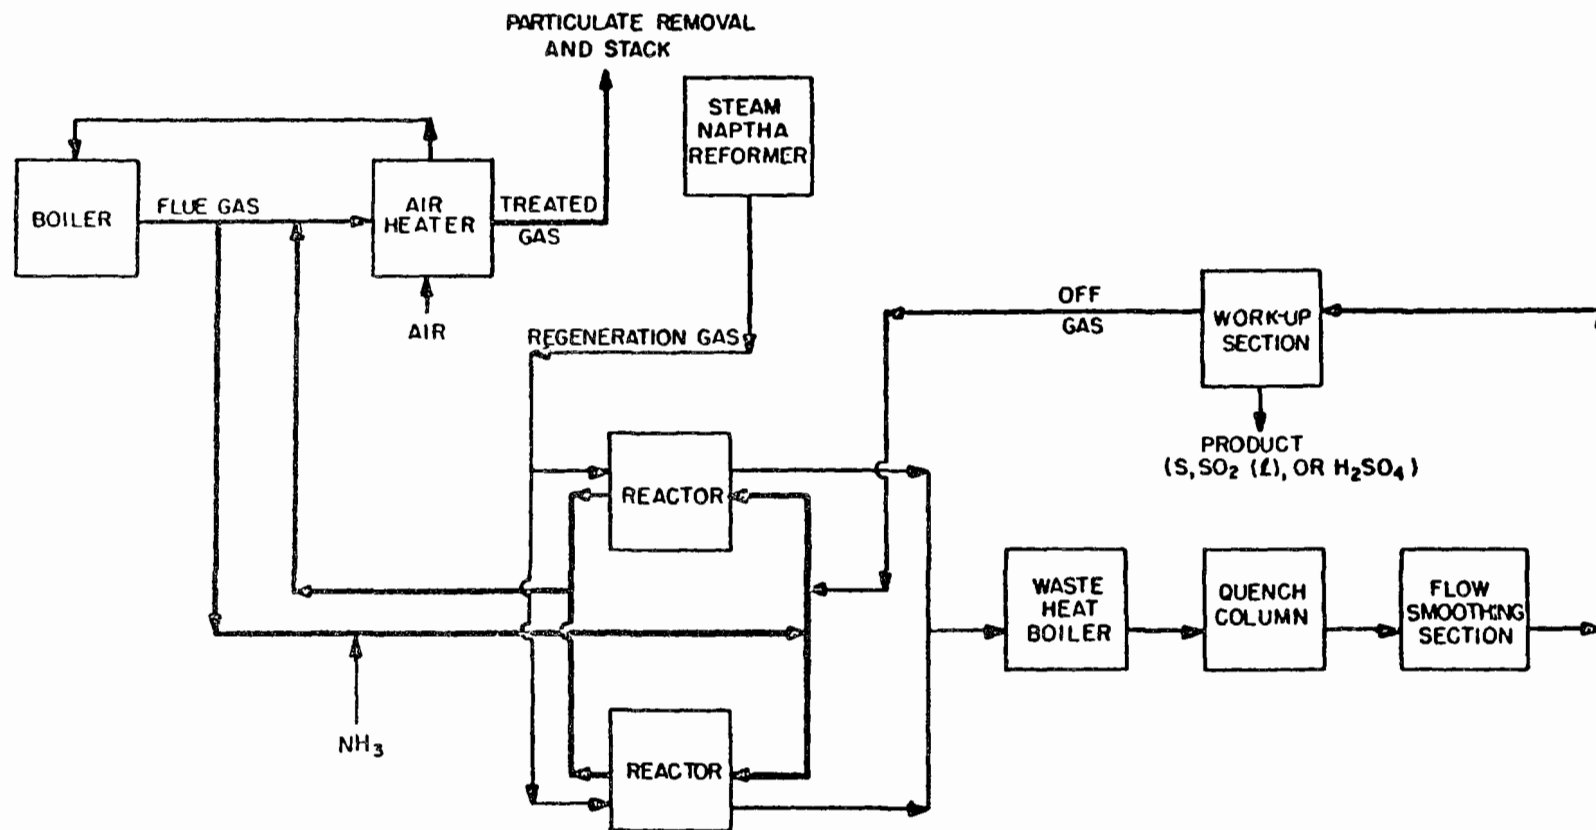 PARTICULATE REMOVAL
AND STACK
STEAM
NAPTHA
REFORMER
BOILER
FLUE GAS
AIR
HEATER
TREATED
GAS
AIR
REGENERATION GAS
OFF
GAS
WORK-UP
SECTION
PRODUCT
(S, SO₂ (ℓ), OR H₂SO₄)
REACTOR
WASTE
HEAT
BOILER
QUENCH
COLUMN
FLOW
SMOOTHING
SECTION
NH₃
REACTOR